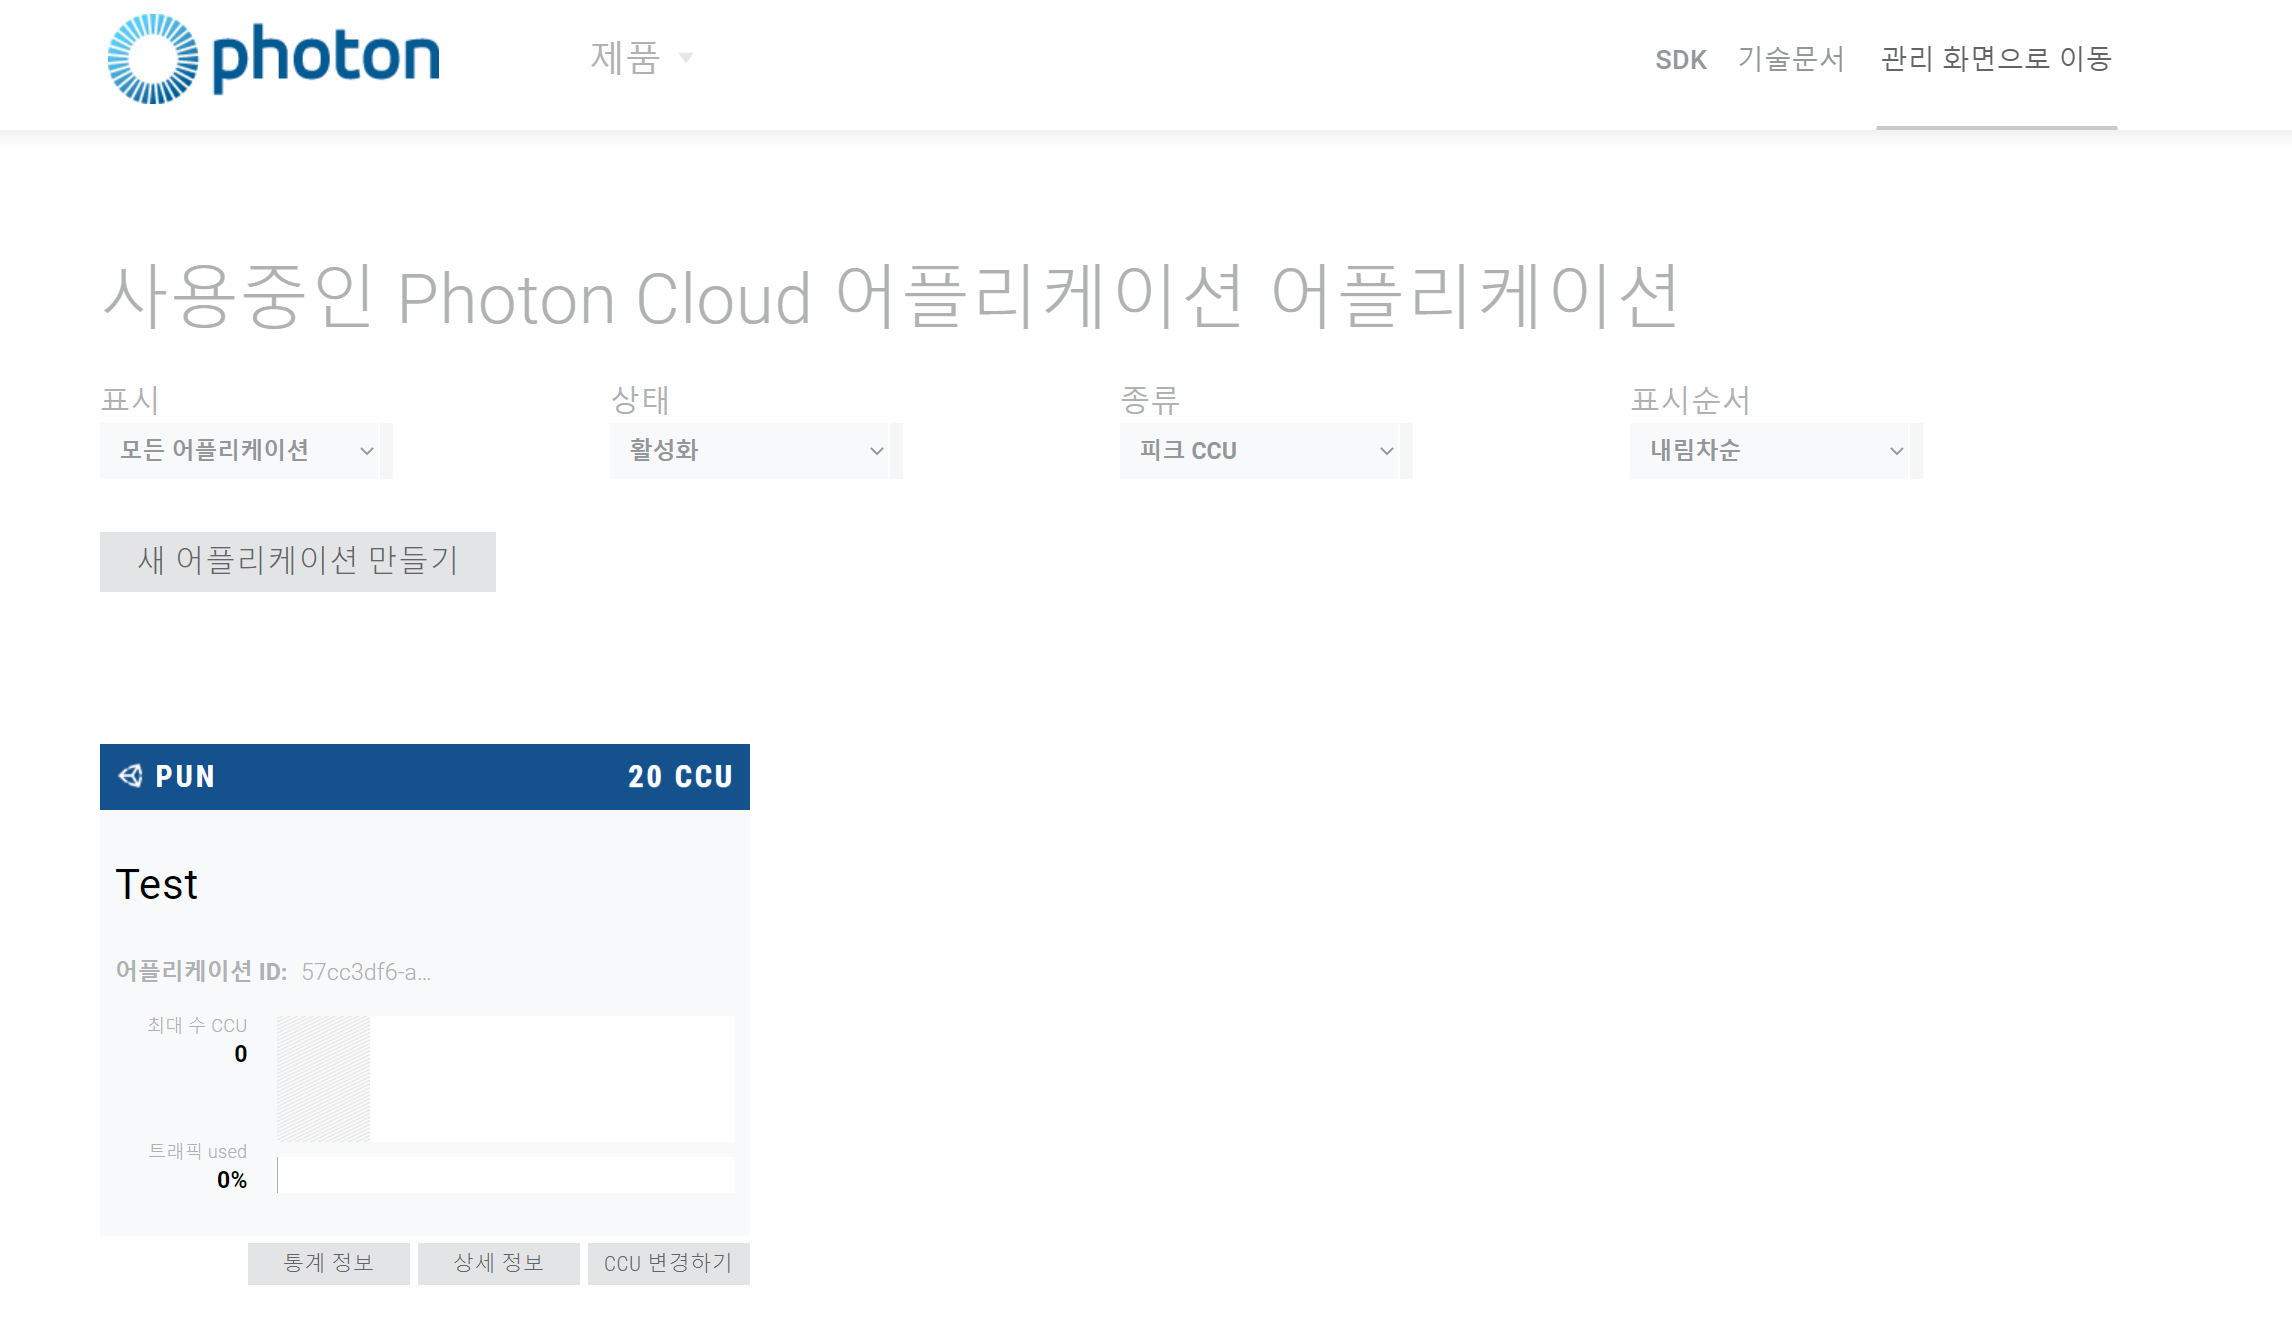 photon
제품
SDK 기술문서 관리 화면으로 이동
사용중인 Photon Cloud 어플리케이션 어플리케이션
표시 상태 종류 표시순서
모든 어플리케이션 활성화 피크 CCU 내림차순
새 어플리케이션 만들기
PUN 20 CCU
Test
어플리케이션 ID: 57cc3df6-a...
최대 수 CCU
0
트래픽 used
0%
통계 정보 상세 정보 CCU 변경하기